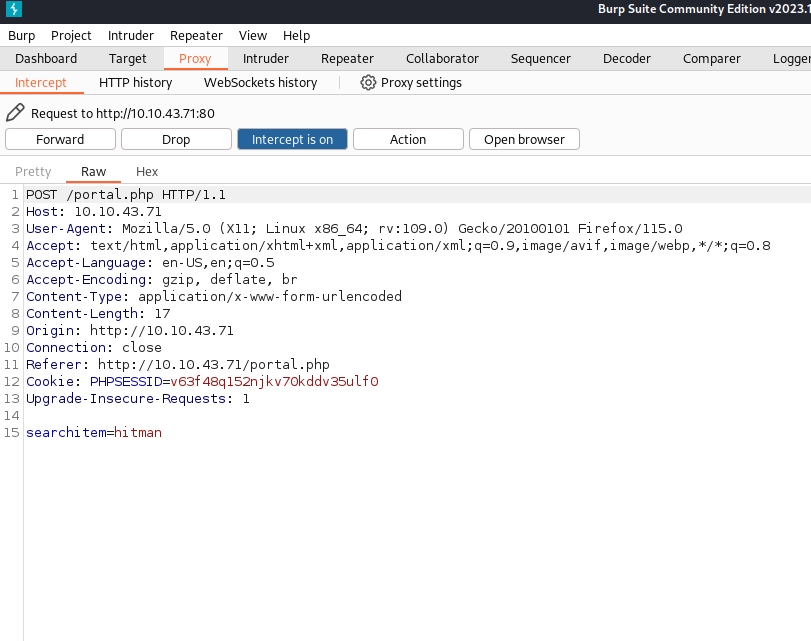 Burp Suite Community Edition v2023.1
Burp Project Intruder Repeater View Help
Dashboard Target Proxy Intruder Repeater Collaborator Sequencer Decoder Comparer Logger
Intercept HTTP history WebSockets history Proxy settings
Request to http://10.10.43.71:80
Forward Drop Intercept is on Action Open browser
Pretty Raw Hex
1 POST /portal.php HTTP/1.1
2 Host: 10.10.43.71
3 User-Agent: Mozilla/5.0 (X11; Linux x86_64; rv:109.0) Gecko/20100101 Firefox/115.0
4 Accept: text/html,application/xhtml+xml,application/xml;q=0.9,image/avif,image/webp,*/*;q=0.8
5 Accept-Language: en-US,en;q=0.5
6 Accept-Encoding: gzip, deflate, br
7 Content-Type: application/x-www-form-urlencoded
8 Content-Length: 17
9 Origin: http://10.10.43.71
10 Connection: close
11 Referer: http://10.10.43.71/portal.php
12 Cookie: PHPSESSID=v63f48q152njkv70kddv35ulf0
13 Upgrade-Insecure-Requests: 1
14
15 searchitem=hitman